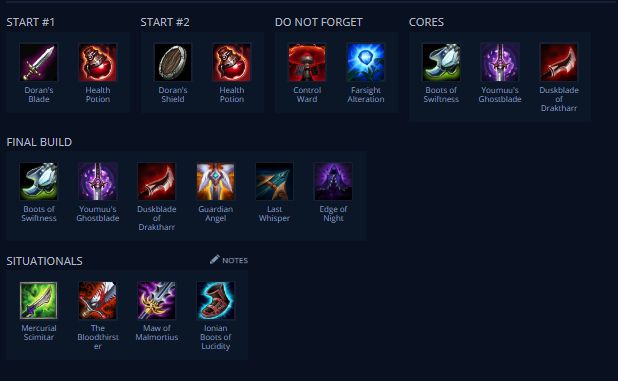 START #1
START #2
DO NOT FORGET
CORES
Doran's
Blade
Health
Potion
Doran's
Shield
Health
Potion
Control
Ward
Farsight
Alteration
Boots of
Swiftness
Youmuu's
Ghostblade
Duskblade
of
Draktharr
FINAL BUILD
Boots of
Swiftness
Youmuu's
Ghostblade
Duskblade
of
Draktharr
Guardian
Angel
Last
Whisper
Edge of
Night
SITUATIONALS
NOTES
Mercurial
Scimitar
The
Bloodthirst
er
Maw of
Malmortius
Ionian
Boots of
Lucidity